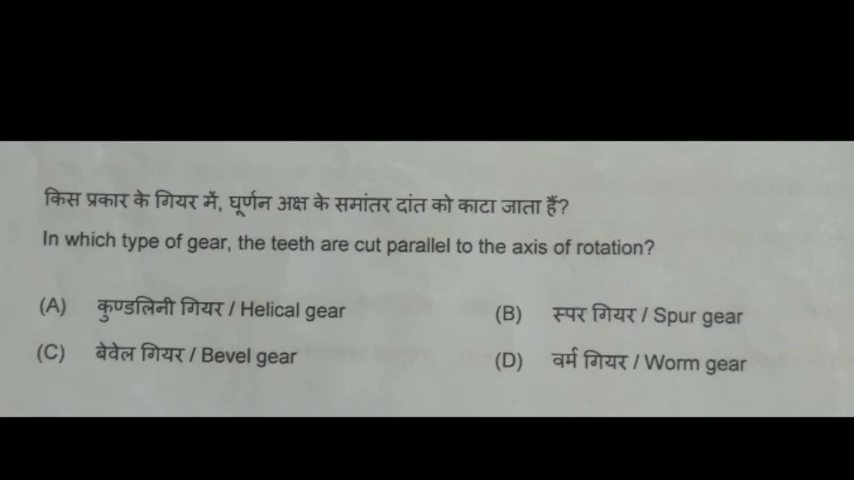 किस प्रकार के गियर में, घूर्णन अक्ष के समांतर दांत को काटा जाता हैं?
In which type of gear, the teeth are cut parallel to the axis of rotation?
(A) कुण्डलिनी गियर / Helical gear (B) स्पर गियर / Spur gear
(C) बेवेल गियर / Bevel gear (D) वर्म गियर / Worm gear